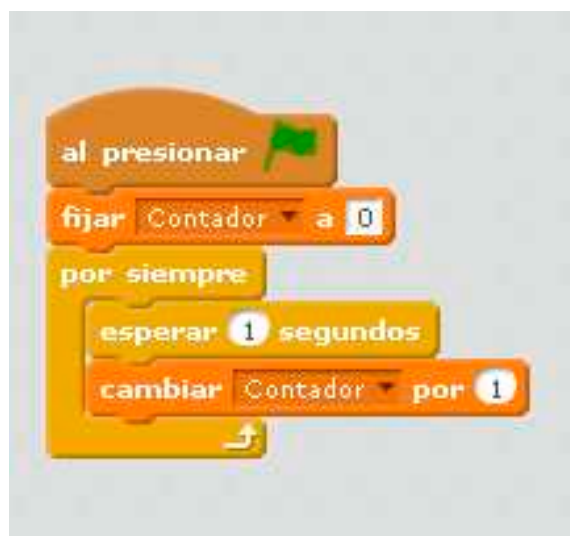 al presionar
fijar Contador a 0
por siempre
esperar 1 segundos
cambiar Contador por 1